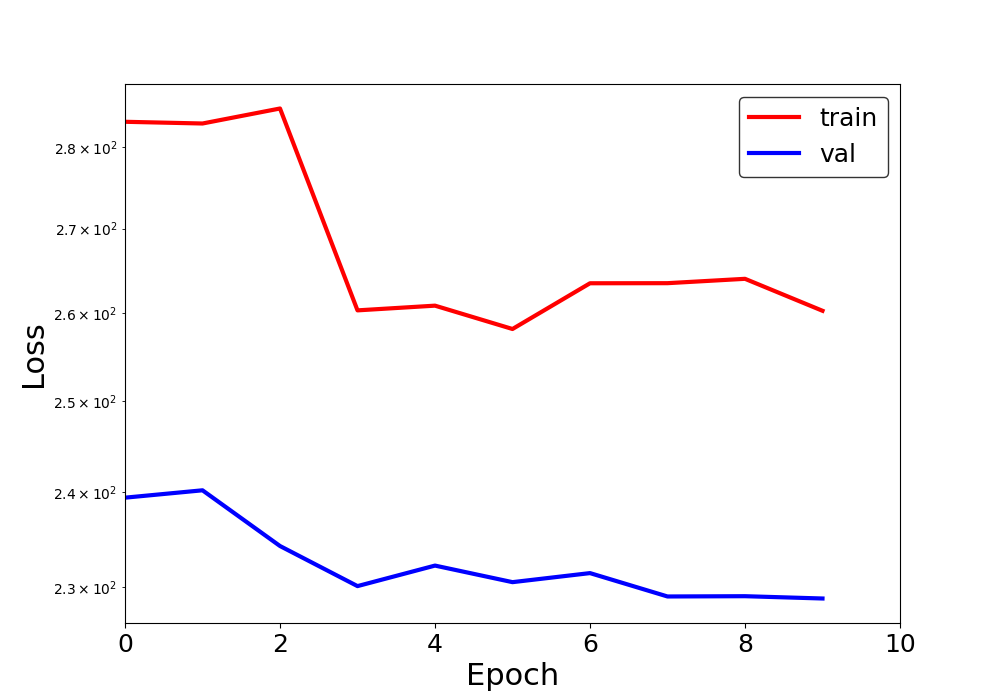 train
val
2.8 × 10²
2.7 × 10²
2.6 × 10²
2.5 × 10²
2.4 × 10²
2.3 × 10²
Loss
0 2 4 6 8 10
Epoch